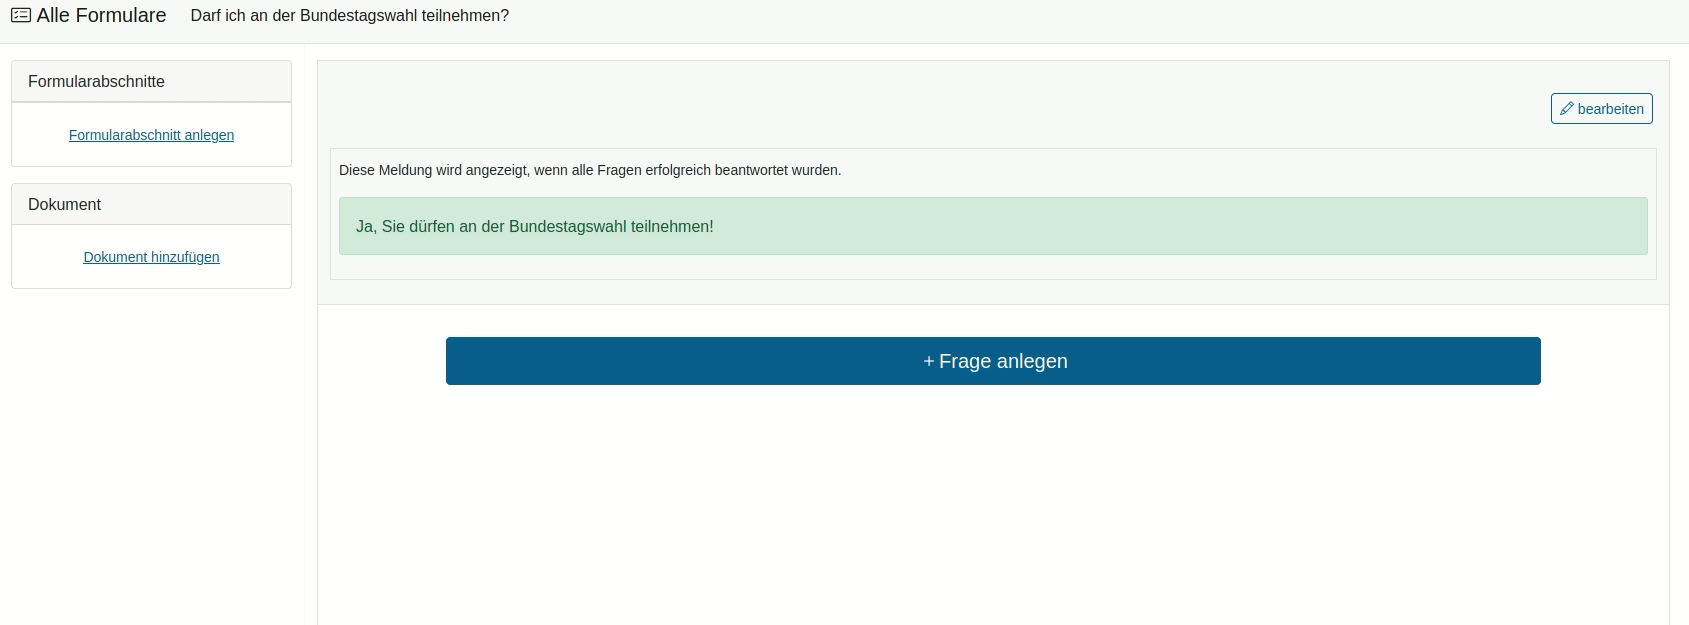 Alle Formulare Darf ich an der Bundestagswahl teilnehmen?
Formularabschnitte
Formularabschnitt anlegen
Dokument
Dokument hinzufügen
bearbeiten
Diese Meldung wird angezeigt, wenn alle Fragen erfolgreich beantwortet wurden.
Ja, Sie dürfen an der Bundestagswahl teilnehmen!
+ Frage anlegen